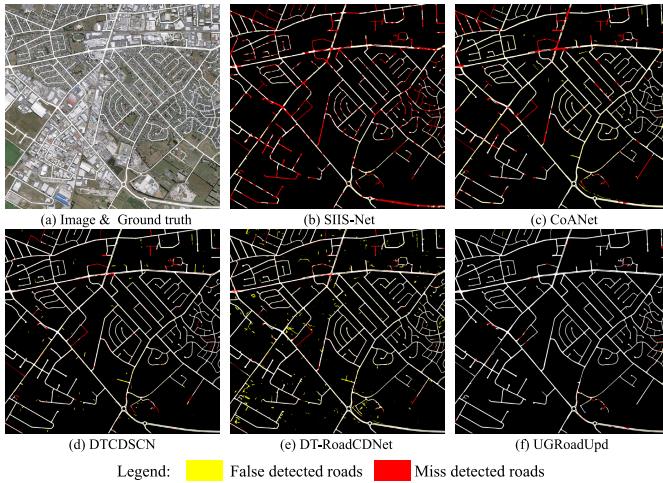 (a) Image & Ground truth
(b) SIIS-Net
(c) CoANet
(d) DTCDSCN
(e) DT-RoadCDNet
(f) UGRoadUpd
Legend: False detected roads Miss detected roads